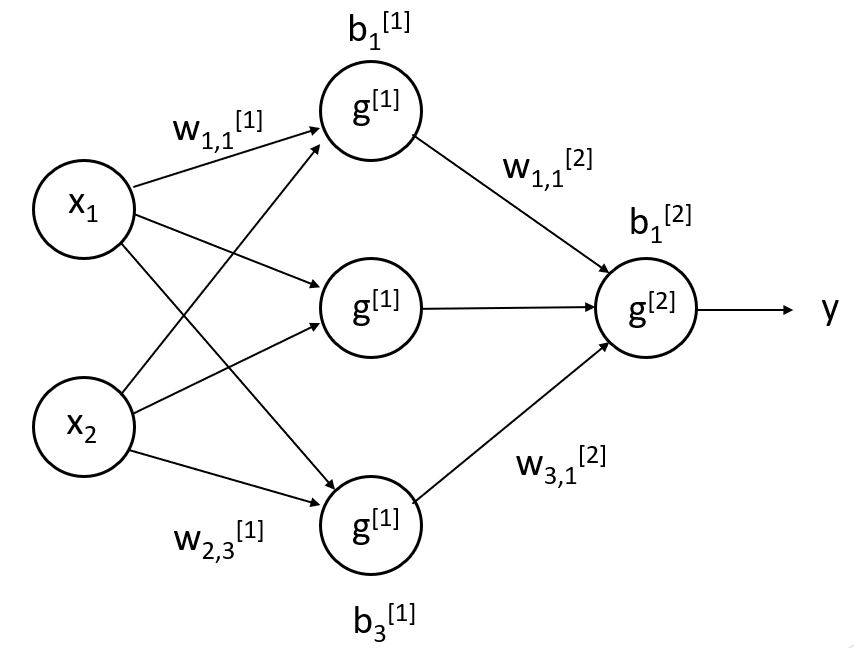 b₁[1]
g[1]
w₁,₁[1]
w₁,₁[2]
x₁
b₁[2]
g[1]
g[2]
y
x₂
w₃,₁[2]
g[1]
w₂,₃[1]
b₃[1]